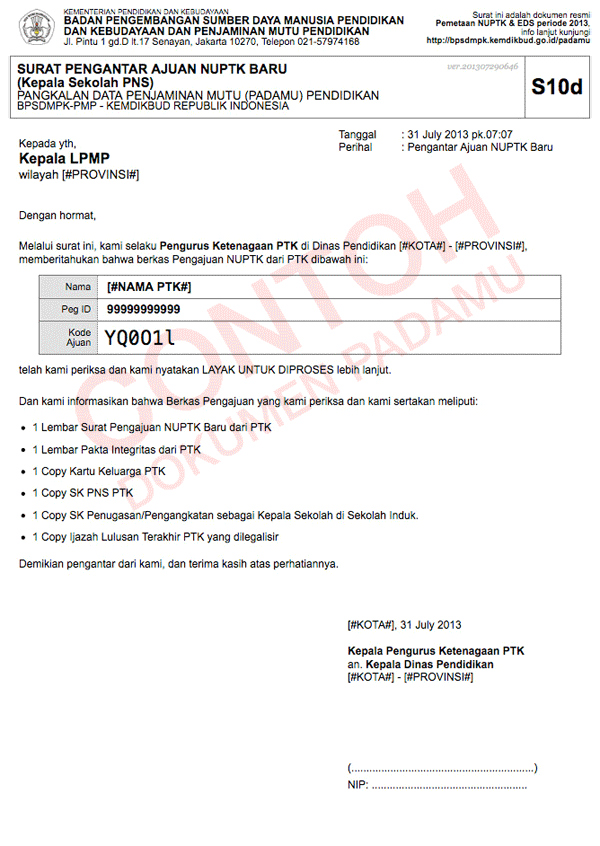 KEMENTERIAN PENDIDIKAN DAN KEBUDAYAAN
BADAN PENGEMBANGAN SUMBER DAYA MANUSIA PENDIDIKAN
DAN KEBUDAYAAN DAN PENJAMINAN MUTU PENDIDIKAN
Jl. Pintu 1 gd.D lt.17 Senayan, Jakarta 10270, Telepon 021-57974168
Surat ini adalah dokumen resmi
Pemetaan NUPTK & EDS periode 2013,
info lanjut kunjungi
http://bpsdmpk.kemdikbud.go.id/padamu
SURAT PENGANTAR AJUAN NUPTK BARU
(Kepala Sekolah PNS)
PANGKALAN DATA PENJAMINAN MUTU (PADAMU) PENDIDIKAN
BPSDMPK-PMP - KEMDIKBUD REPUBLIK INDONESIA
ver.201307290646
S10d
Tanggal : 31 July 2013 pk.07:07
Perihal : Pengantar Ajuan NUPTK Baru
Kepada yth,
Kepala LPMP
wilayah [#PROVINSI#]
Dengan hormat,
Melalui surat ini, kami selaku Pengurus Ketenagaan PTK di Dinas Pendidikan [#KOTA#] - [#PROVINSI#],
memberitahukan bahwa berkas Pengajuan NUPTK dari PTK dibawah ini:
Nama [#NAMA PTK#]
Peg ID 99999999999
Kode Ajuan YQ0O1l
telah kami periksa dan kami nyatakan LAYAK UNTUK DIPROSES lebih lanjut.
Dan kami informasikan bahwa Berkas Pengajuan yang kami periksa dan kami sertakan meliputi:
• 1 Lembar Surat Pengajuan NUPTK Baru dari PTK
• 1 Lembar Pakta Integritas dari PTK
• 1 Copy Kartu Keluarga PTK
• 1 Copy SK PNS PTK
• 1 Copy SK Penugasan/Pengangkatan sebagai Kepala Sekolah di Sekolah Induk.
• 1 Copy Ijazah Lulusan Terakhir PTK yang dilegalisir
Demikian pengantar dari kami, dan terima kasih atas perhatiannya.
[#KOTA#], 31 July 2013
Kepala Pengurus Ketenagaan PTK
an. Kepala Dinas Pendidikan
[#KOTA#] - [#PROVINSI#]
(..............................................................)
NIP: ....................................................
CONTOH
DOKUMEN PADAMU